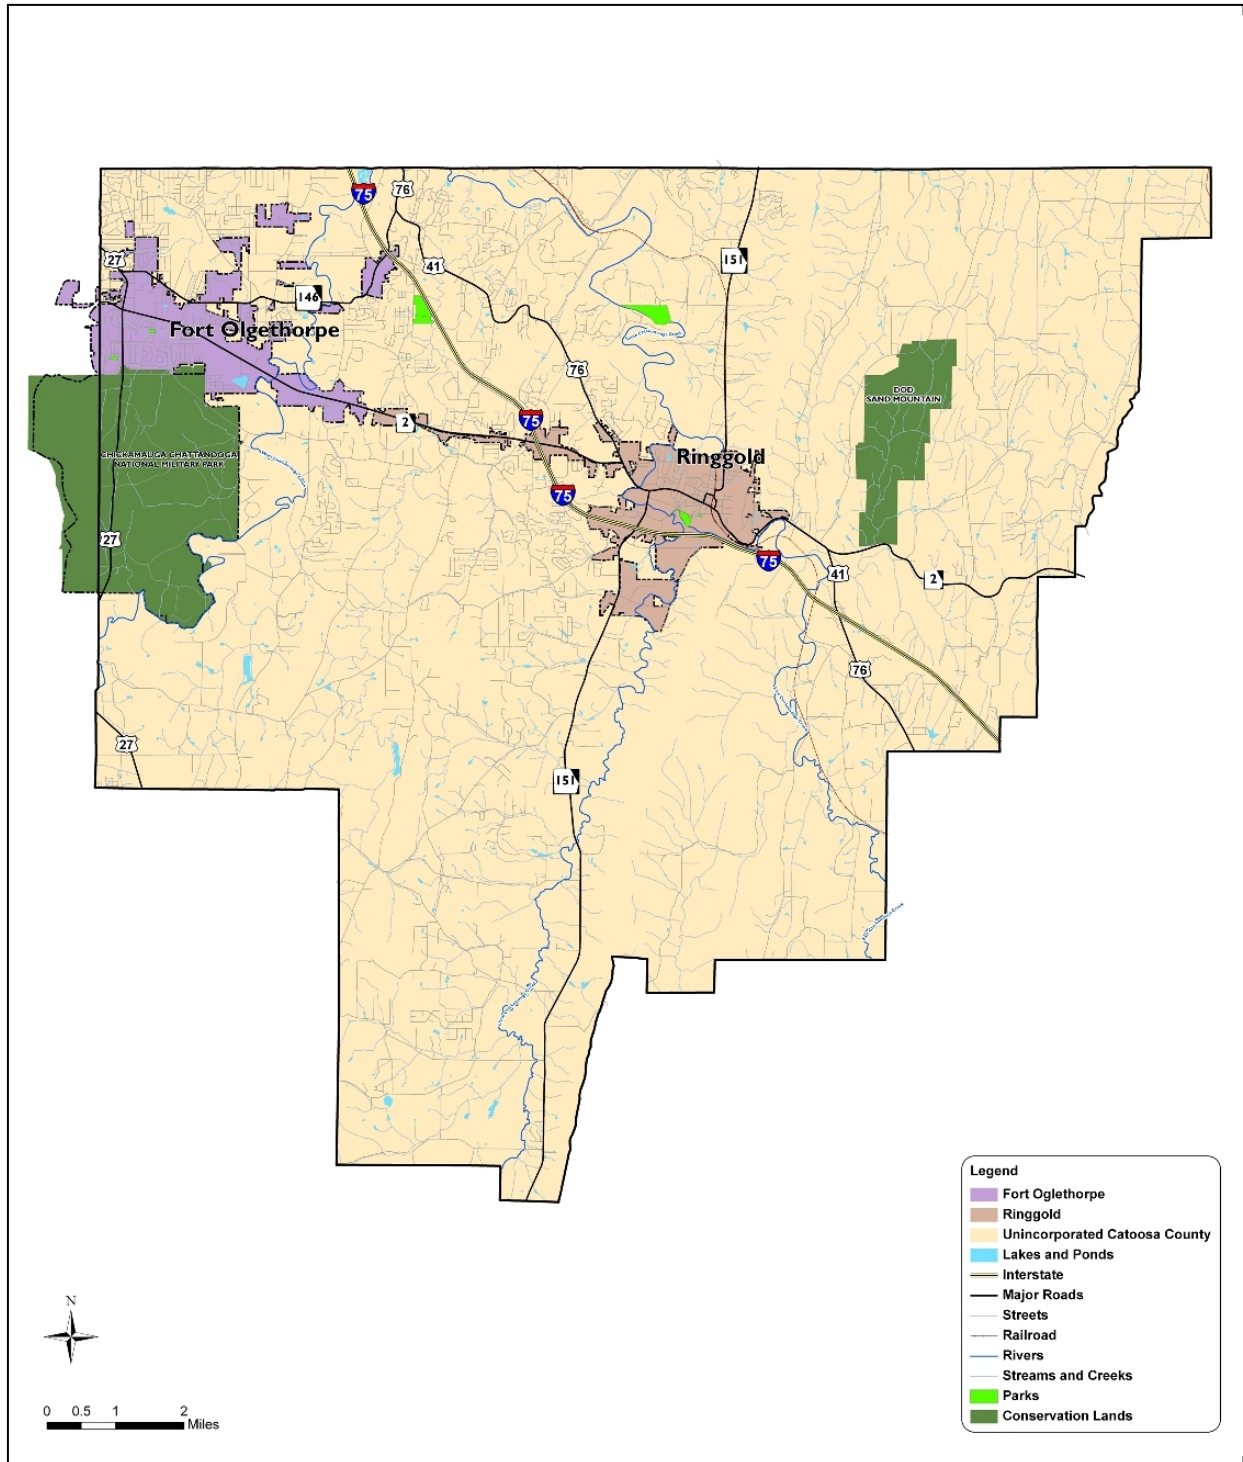 75
76
27
41
151
146
Fort Olgethorpe
76
DOD
SAND MOUNTAIN
2
75
Ringgold
CHICKAMAUGA CHATTANOOGA
NATIONAL MILITARY PARK
75
27
75
41
2
76
27
151
Legend
Fort Oglethorpe
Ringgold
Unincorporated Catoosa County
Lakes and Ponds
Interstate
Major Roads
Streets
Railroad
Rivers
Streams and Creeks
Parks
Conservation Lands
N
0 0.5 1 2
Miles